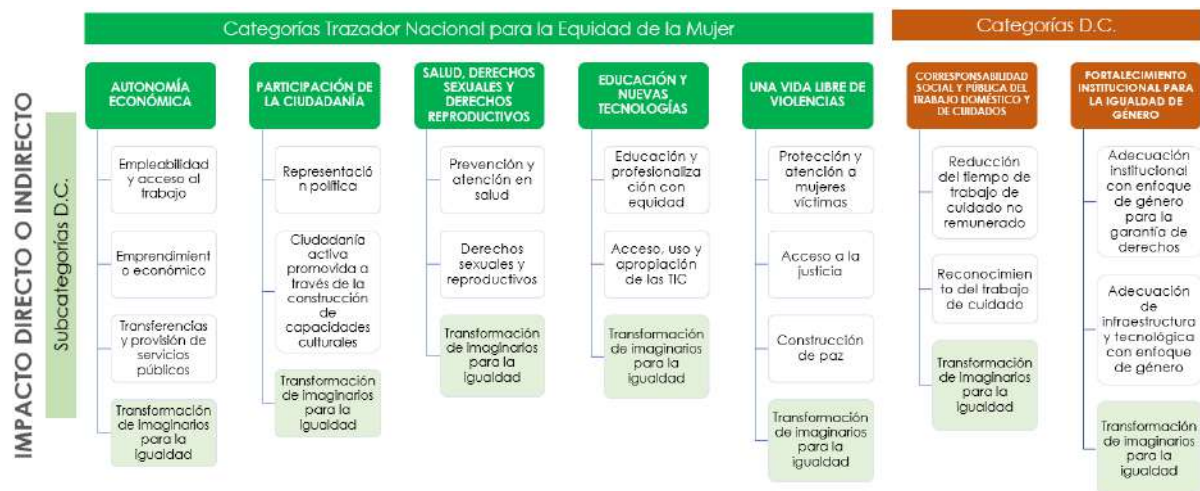 Categorías Trazador Nacional para la Equidad de la Mujer
Categorías D.C.
IMPACTO DIRECTO O INDIRECTO
Subcategorías D.C.
AUTONOMÍA
ECONÓMICA
Empleabilidad
y acceso al
trabajo
Emprendimient
o económico
Transferencias
y provisión de
servicios
públicos
Transformación
de imaginarios
para la
igualdad
PARTICIPACIÓN DE
LA CIUDADANÍA
Representació
n política
Ciudadanía
activa
promovida a
través de la
construcción
de
capacidades
culturales
Transformación
de imaginarios
para la
igualdad
SALUD, DERECHOS
SEXUALES Y
DERECHOS
REPRODUCTIVOS
Prevención y
atención en
salud
Derechos
sexuales y
reproductivos
Transformación
de imaginarios
para la
igualdad
EDUCACIÓN Y
NUEVAS
TECNOLOGÍAS
Educación y
profesionaliza
ción con
equidad
Acceso, uso y
apropiación
de las TIC
Transformación
de imaginarios
para la
igualdad
UNA VIDA LIBRE DE
VIOLENCIAS
Protección y
atención a
mujeres
víctimas
Acceso a la
justicia
Construcción
de paz
Transformación
de imaginarios
para la
igualdad
CORRESPONSABILIDAD
SOCIAL Y PÚBLICA DEL
TRABAJO DOMÉSTICO Y
DE CUIDADOS
Reducción
del tiempo de
trabajo de
cuidado no
remunerado
Reconocimie
nto del trabajo
de cuidado
Transformación
de imaginarios
para la
igualdad
FORTALECIMIENTO
INSTITUCIONAL PARA
LA IGUALDAD DE
GÉNERO
Adecuación
institucional
con enfoque
de género
para la
garantía de
derechos
Adecuación
de
infraestructura
y tecnológica
con enfoque
de género
Transformación
de imaginarios
para la
igualdad